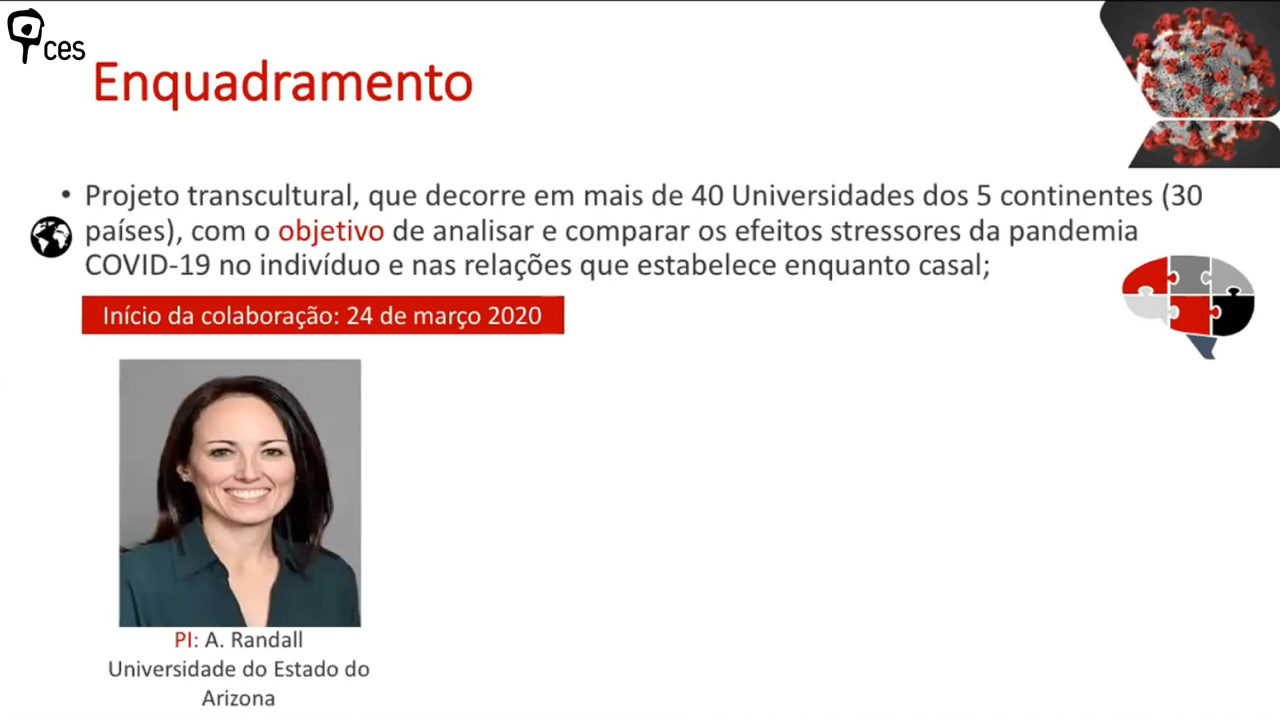 ces
Enquadramento
• Projeto transcultural, que decorre em mais de 40 Universidades dos 5 continentes (30
países), com o objetivo de analisar e comparar os efeitos stressores da pandemia
COVID-19 no indivíduo e nas relações que estabelece enquanto casal;
Início da colaboração: 24 de março 2020
PI: A. Randall
Universidade do Estado do
Arizona